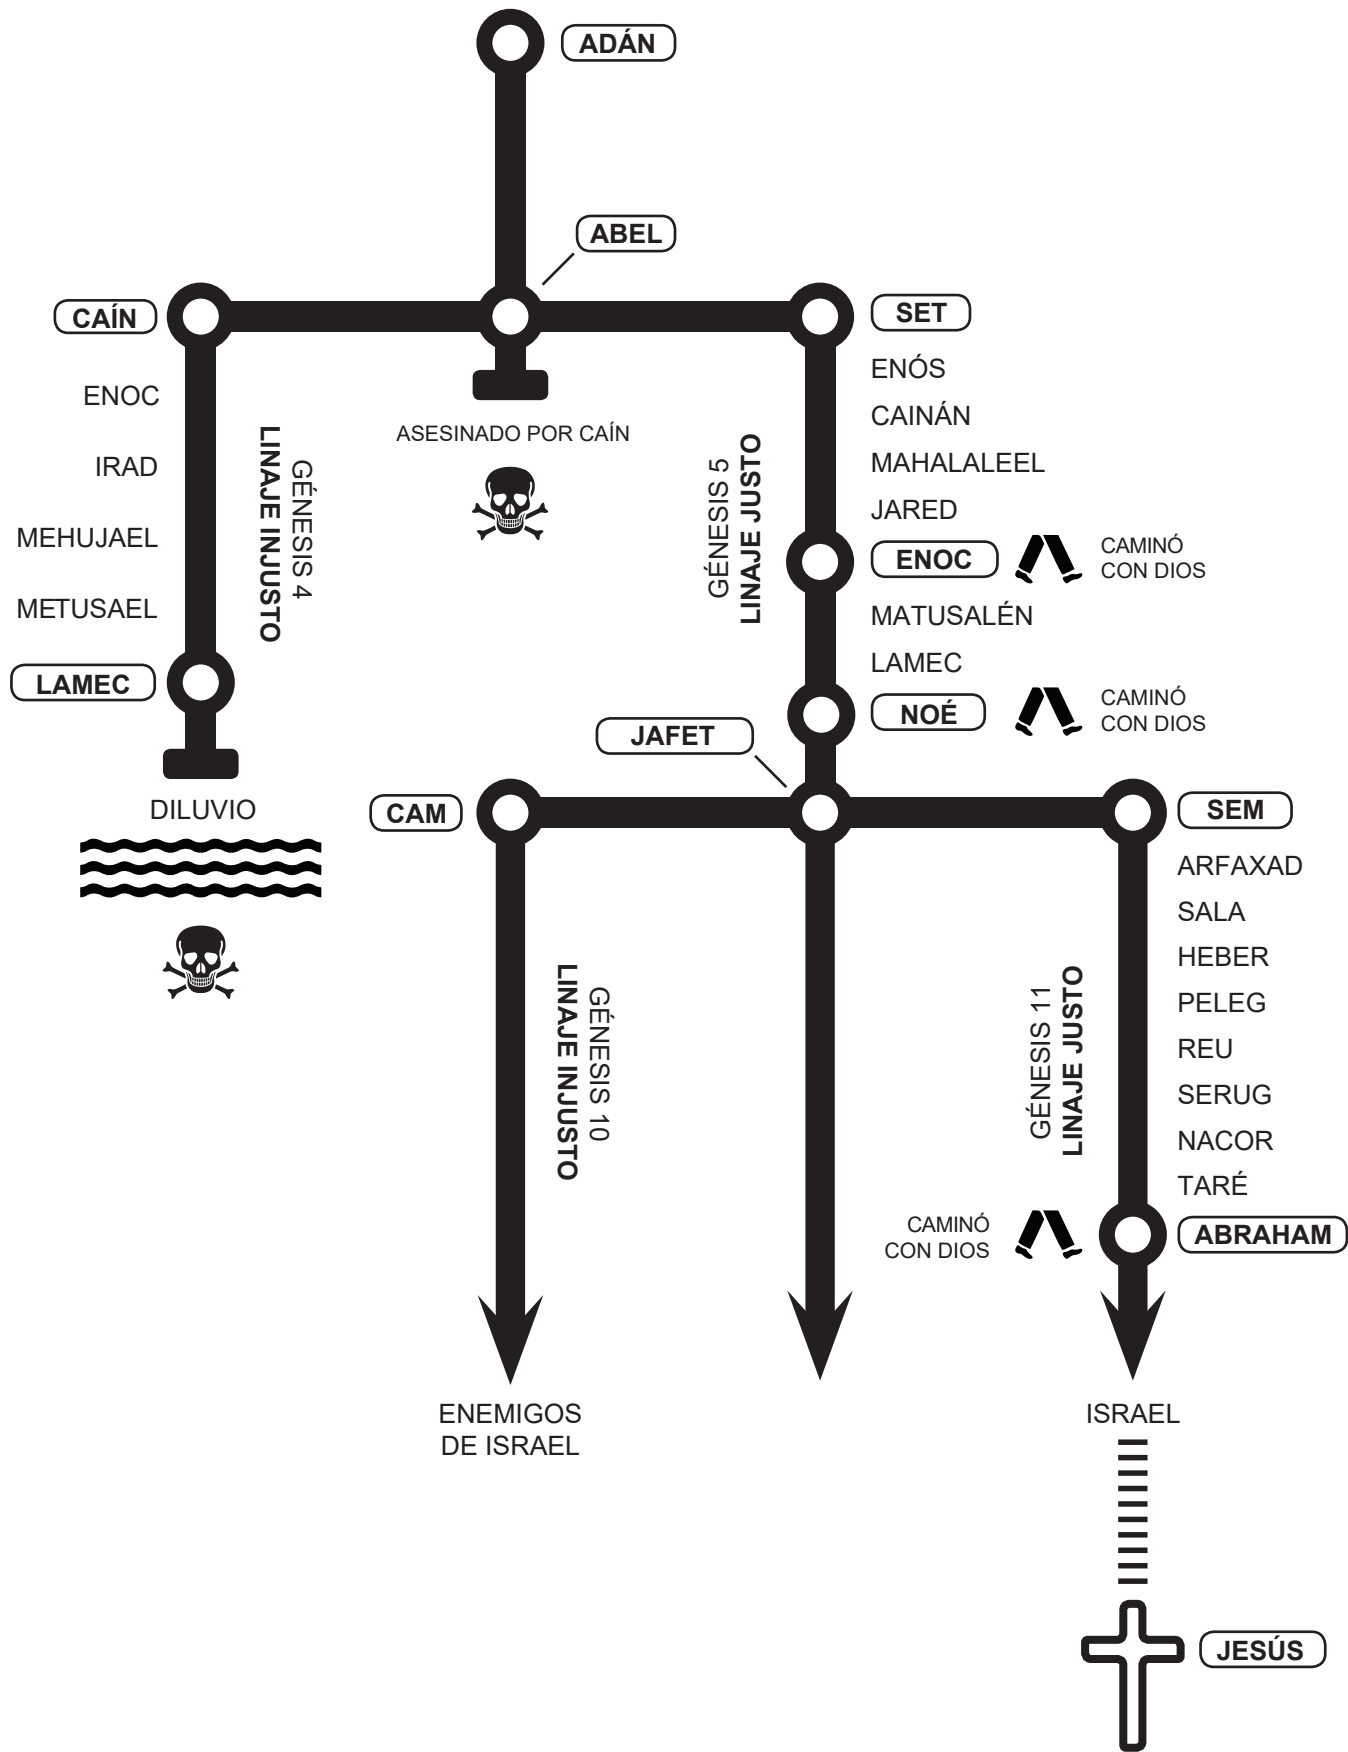 ADÁN
ABEL
CAÍN
ENOC
IRAD
MEHUJAEL
METUSAEL
LAMEC
GÉNESIS 4
LINAJE INJUSTO
DILUVIO
ASESINADO POR CAÍN
SET
ENÓS
CAINÁN
MAHALALEEL
JARED
ENOC
CAMINÓ
CON DIOS
MATUSALÉN
LAMEC
NOÉ
CAMINÓ
CON DIOS
GÉNESIS 5
LINAJE JUSTO
JAFET
CAM
GÉNESIS 10
LINAJE INJUSTO
ENEMIGOS
DE ISRAEL
SEM
ARFAXAD
SALA
HEBER
PELEG
REU
SERUG
NACOR
TARÉ
ABRAHAM
CAMINÓ
CON DIOS
GÉNESIS 11
LINAJE JUSTO
ISRAEL
JESÚS